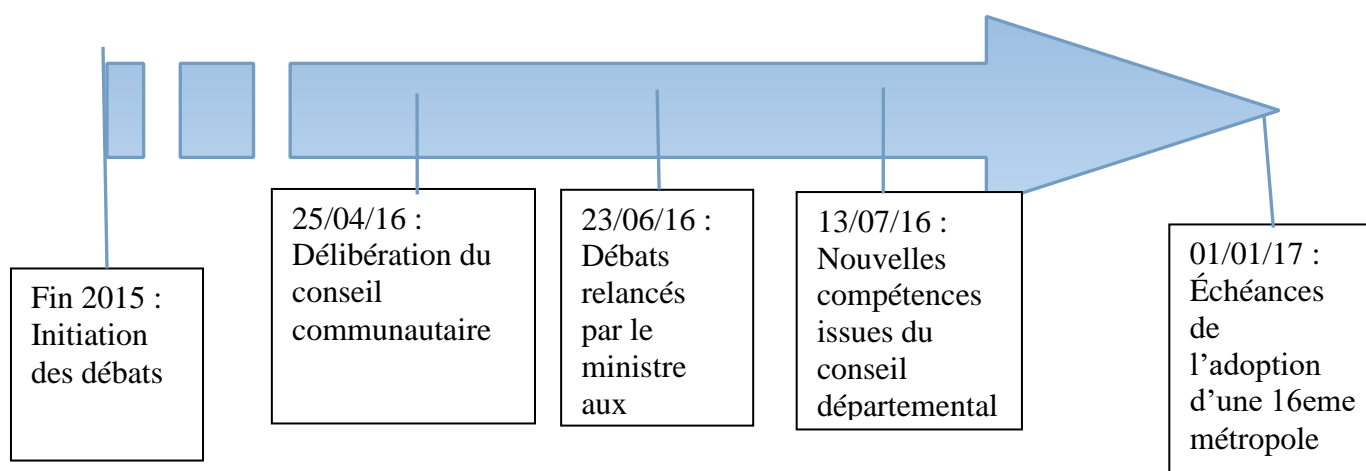 Fin 2015 :
Initiation
des débats
25/04/16 :
Délibération du
conseil
communautaire
23/06/16 :
Débats
relancés
par le
ministre
aux
13/07/16 :
Nouvelles
compétences
issues du
conseil
départemental
01/01/17 :
Échéances
de
l’adoption
d’une 16eme
métropole